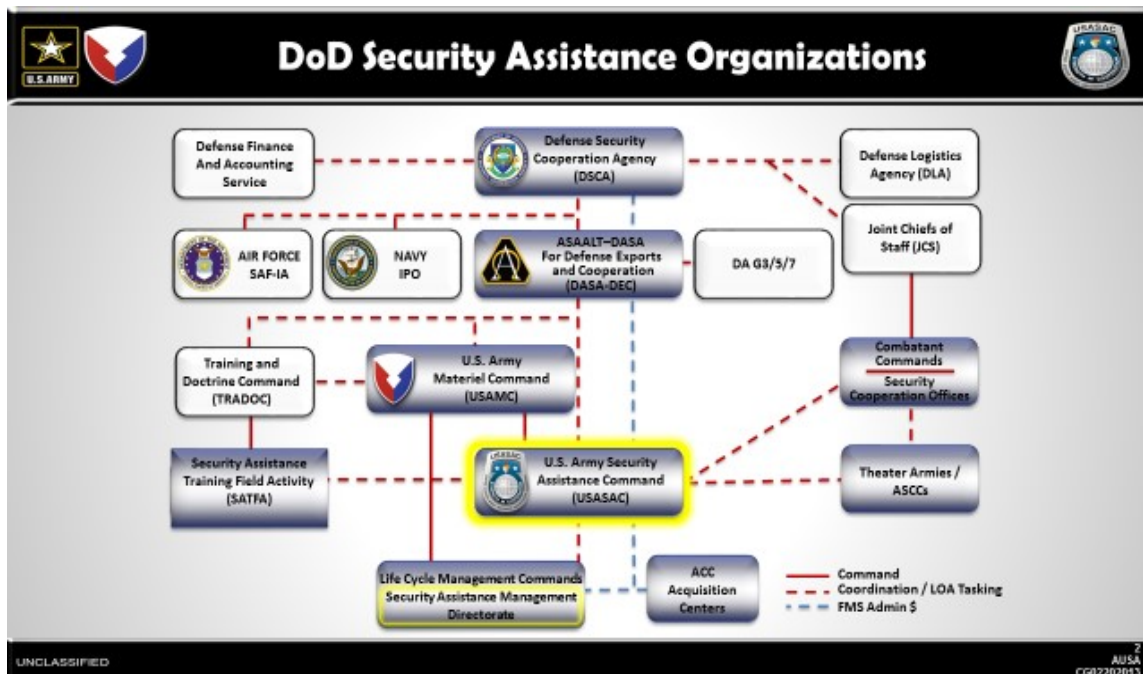 U.S.ARMY
DoD Security Assistance Organizations
USASAC
Defense Finance
And Accounting
Service
Defense Security
Cooperation Agency
(DSCA)
Defense Logistics
Agency (DLA)
Joint Chiefs of
Staff (JCS)
AIR FORCE
SAF-IA
NAVY
IPO
ASAALT–DASA
For Defense Exports
and Cooperation
(DASA-DEC)
DA G3/5/7
Training and
Doctrine Command
(TRADOC)
U.S. Army
Materiel Command
(USAMC)
Combatant
Commands
Security
Cooperation Offices
Security Assistance
Training Field Activity
(SATFA)
U.S. Army Security
Assistance Command
(USASAC)
Theater Armies /
ASCCs
Life Cycle Management Commands
Security Assistance Management
Directorate
ACC
Acquisition
Centers
Command
Coordination / LOA Tasking
FMS Admin $
UNCLASSIFIED
2
AUSA
CG02202013